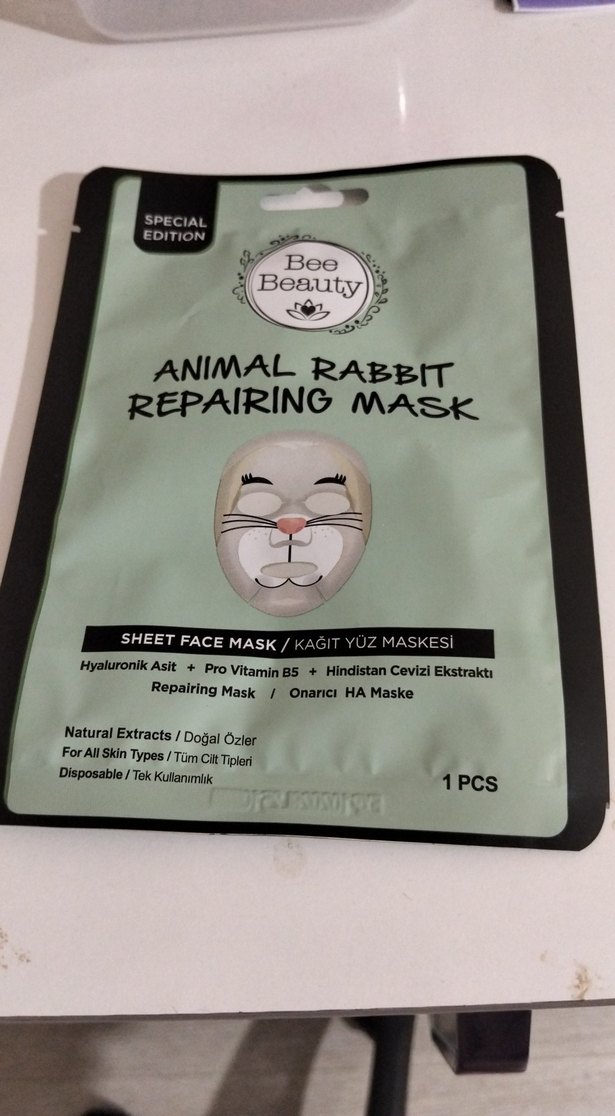 SPECIAL
EDITION
Bee
Beauty
ANIMAL RABBIT
REPAIRING MASK
SHEET FACE MASK / KAĞIT YÜZ MASKESİ
Hyaluronik Asit + Pro Vitamin B5 + Hindistan Cevizi Ekstraktı
Repairing Mask / Onarıcı HA Maske
Natural Extracts / Doğal Özler
For All Skin Types / Tüm Cilt Tipleri
Disposable / Tek Kullanımlık
1 PCS